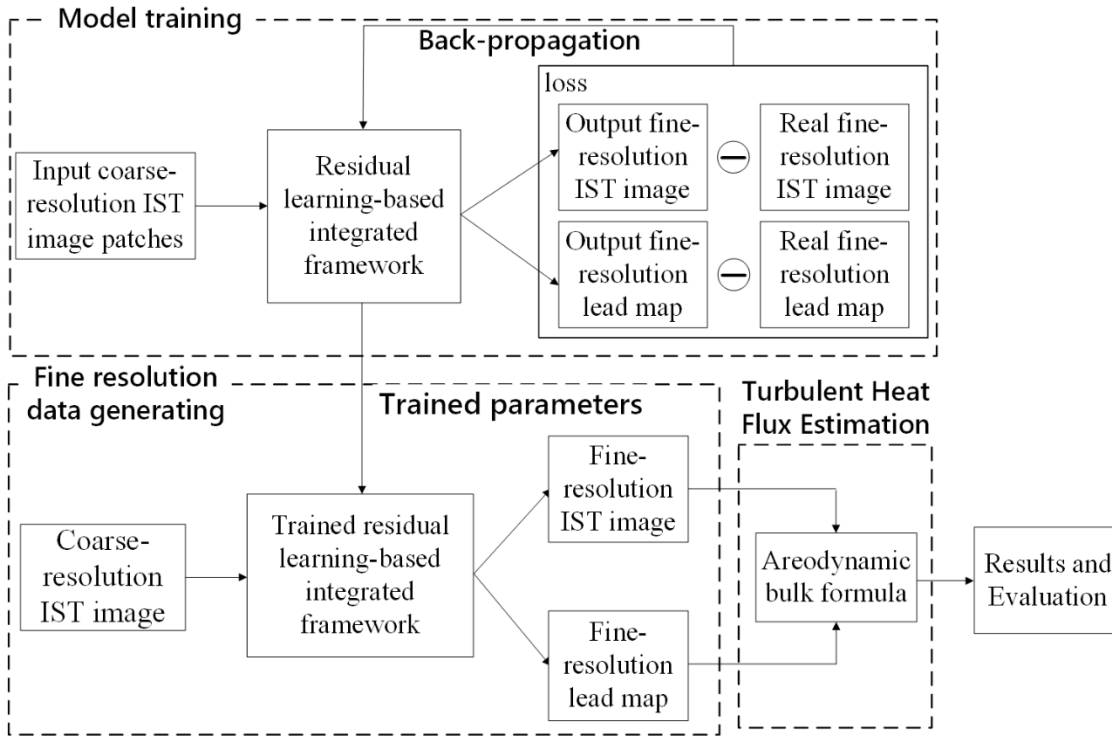 Model training
Back-propagation
loss
Input coarse-
resolution IST
image patches
Residual
learning-based
integrated
framework
Output fine-
resolution
IST image
Real fine-
resolution
IST image
Output fine-
resolution
lead map
Real fine-
resolution
lead map
Fine resolution
data generating
Trained parameters
Coarse-
resolution
IST image
Trained residual
learning-based
integrated
framework
Fine-
resolution
IST image
Fine-
resolution
lead map
Turbulent Heat
Flux Estimation
Areodynamic
bulk formula
Results and
Evaluation